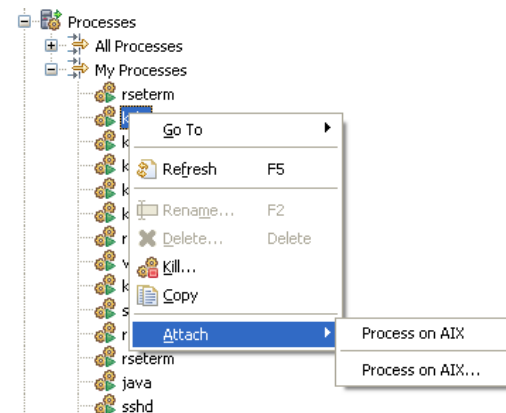 Processes
All Processes
My Processes
rseterm
Go To
Refresh F5
Rename... F2
Delete... Delete
Kill...
Copy
Attach
Process on AIX
Process on AIX...
rseterm
java
sshd